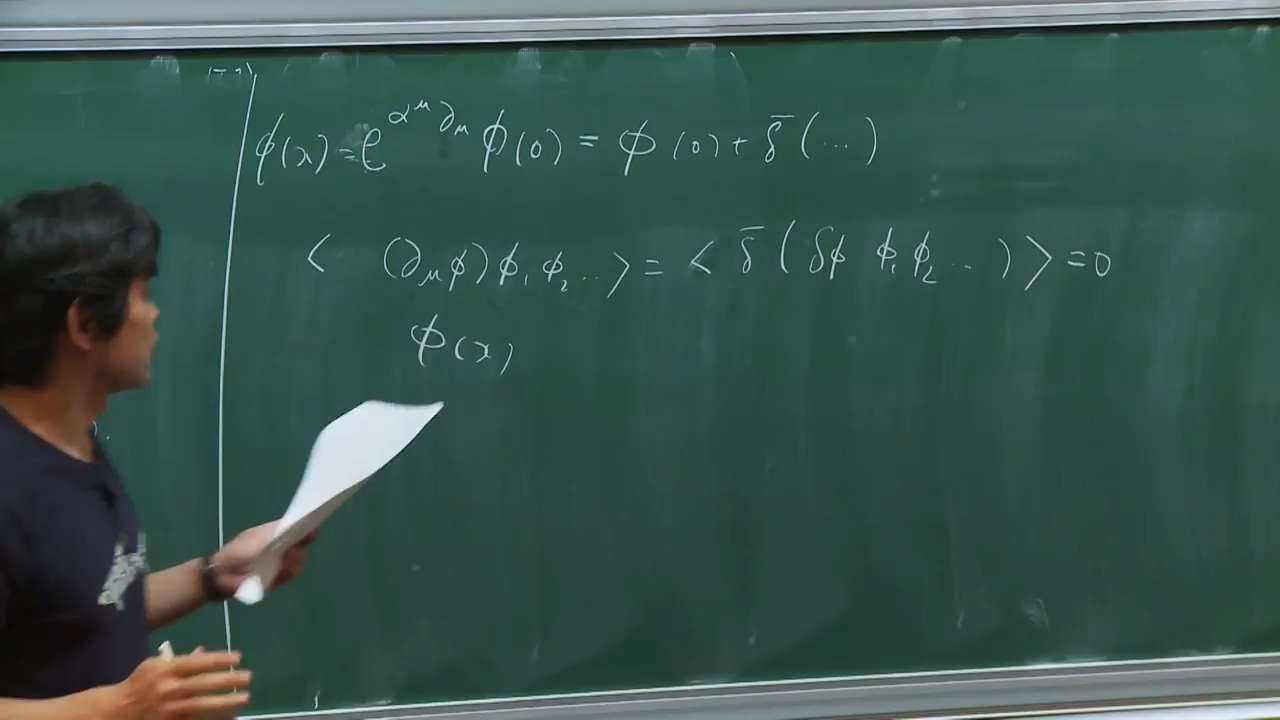 ϕ(x) = e^{α^μ ∂_μ} ϕ(0) = ϕ(0) + δ̄(...)
< (∂_μ ϕ) ϕ_1 ϕ_2 ... > = < δ̄ ( δϕ ϕ_1 ϕ_2 ... ) > = 0
ϕ(x)